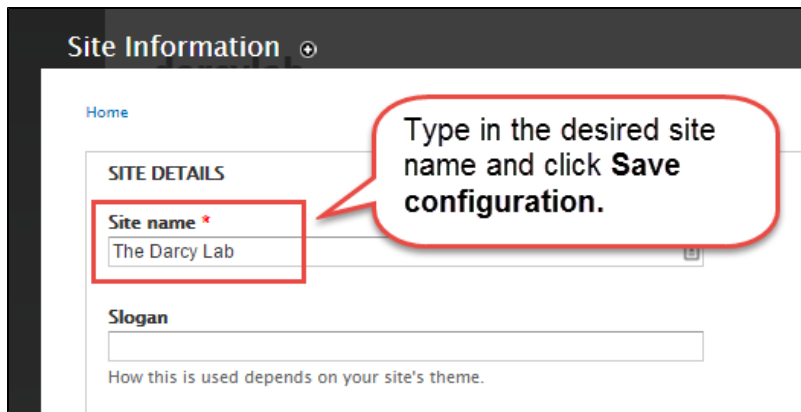 Site Information
darcylab
Home
Type in the desired site
name and click Save
configuration.
SITE DETAILS
Site name *
The Darcy Lab
Slogan
How this is used depends on your site's theme.